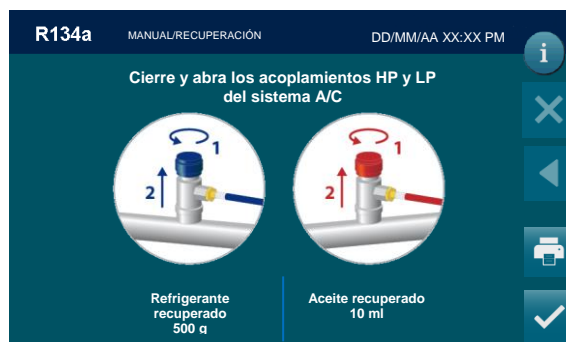 R134a MANUAL/RECUPERACIÓN DD/MM/AA XX:XX PM
i
Cierre y abra los acoplamientos HP y LP
del sistema A/C
1
2
1
2
Refrigerante
recuperado
500 g
Aceite recuperado
10 ml